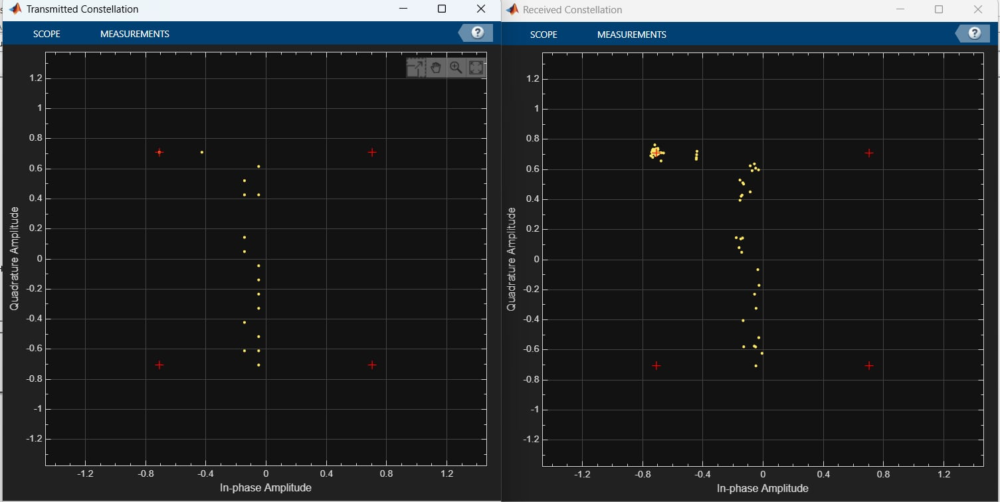 Transmitted Constellation
SCOPE MEASUREMENTS ?
1.2
1
0.8
0.6
0.4
0.2
0
-0.2
-0.4
-0.6
-0.8
-1
-1.2
Quadrature Amplitude
-1.2 -0.8 -0.4 0 0.4 0.8 1.2
In-phase Amplitude
Received Constellation
SCOPE MEASUREMENTS ?
1.2
1
0.8
0.6
0.4
0.2
0
-0.2
-0.4
-0.6
-0.8
-1
-1.2
Quadrature Amplitude
-1.2 -0.8 -0.4 0 0.4 0.8 1.2
In-phase Amplitude